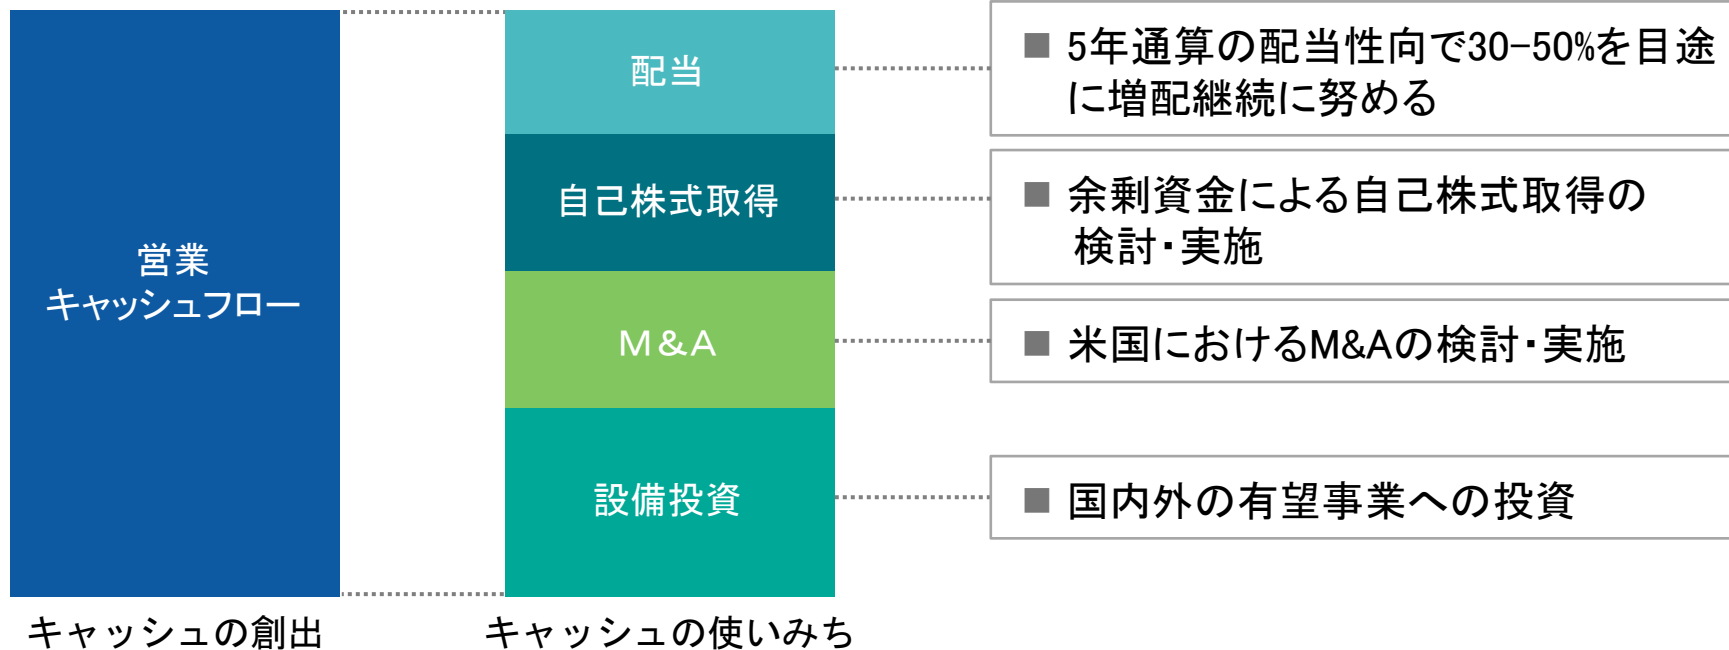 営業
キャッシュフロー
キャッシュの創出
配当
自己株式取得
M&A
設備投資
キャッシュの使いみち
■ 5年通算の配当性向で30-50%を目途
に増配継続に努める
■ 余剰資金による自己株式取得の
検討・実施
■ 米国におけるM&Aの検討・実施
■ 国内外の有望事業への投資